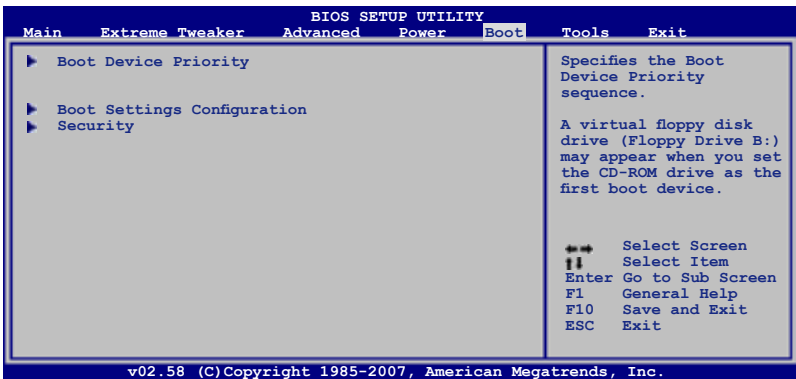 BIOS SETUP UTILITY
Main Extreme Tweaker Advanced Power Boot Tools Exit
Boot Device Priority
Boot Settings Configuration
Security
Specifies the Boot
Device Priority
sequence.
A virtual floppy disk
drive (Floppy Drive B:)
may appear when you set
the CD-ROM drive as the
first boot device.
←→ Select Screen
↑↓ Select Item
Enter Go to Sub Screen
F1 General Help
F10 Save and Exit
ESC Exit
v02.58 (C)Copyright 1985-2007, American Megatrends, Inc.